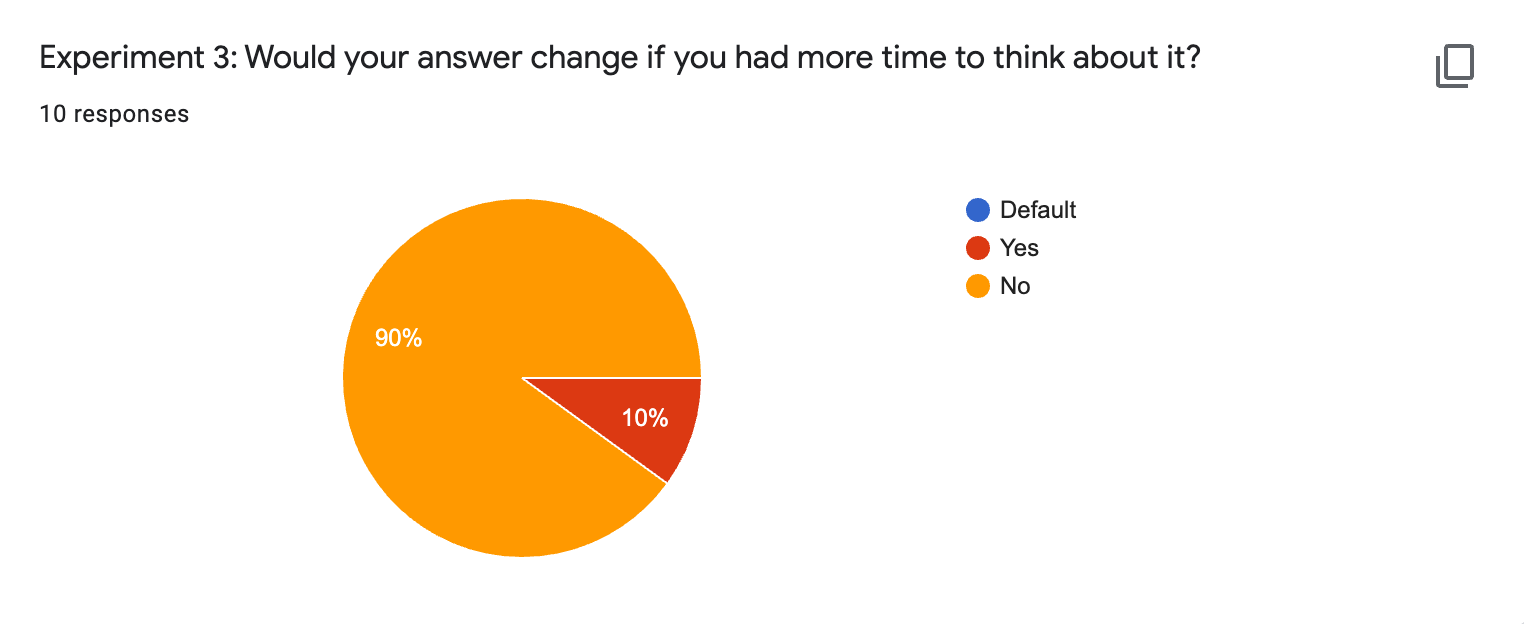 Experiment 3: Would your answer change if you had more time to think about it?
10 responses
Default
Yes
No
90%
10%